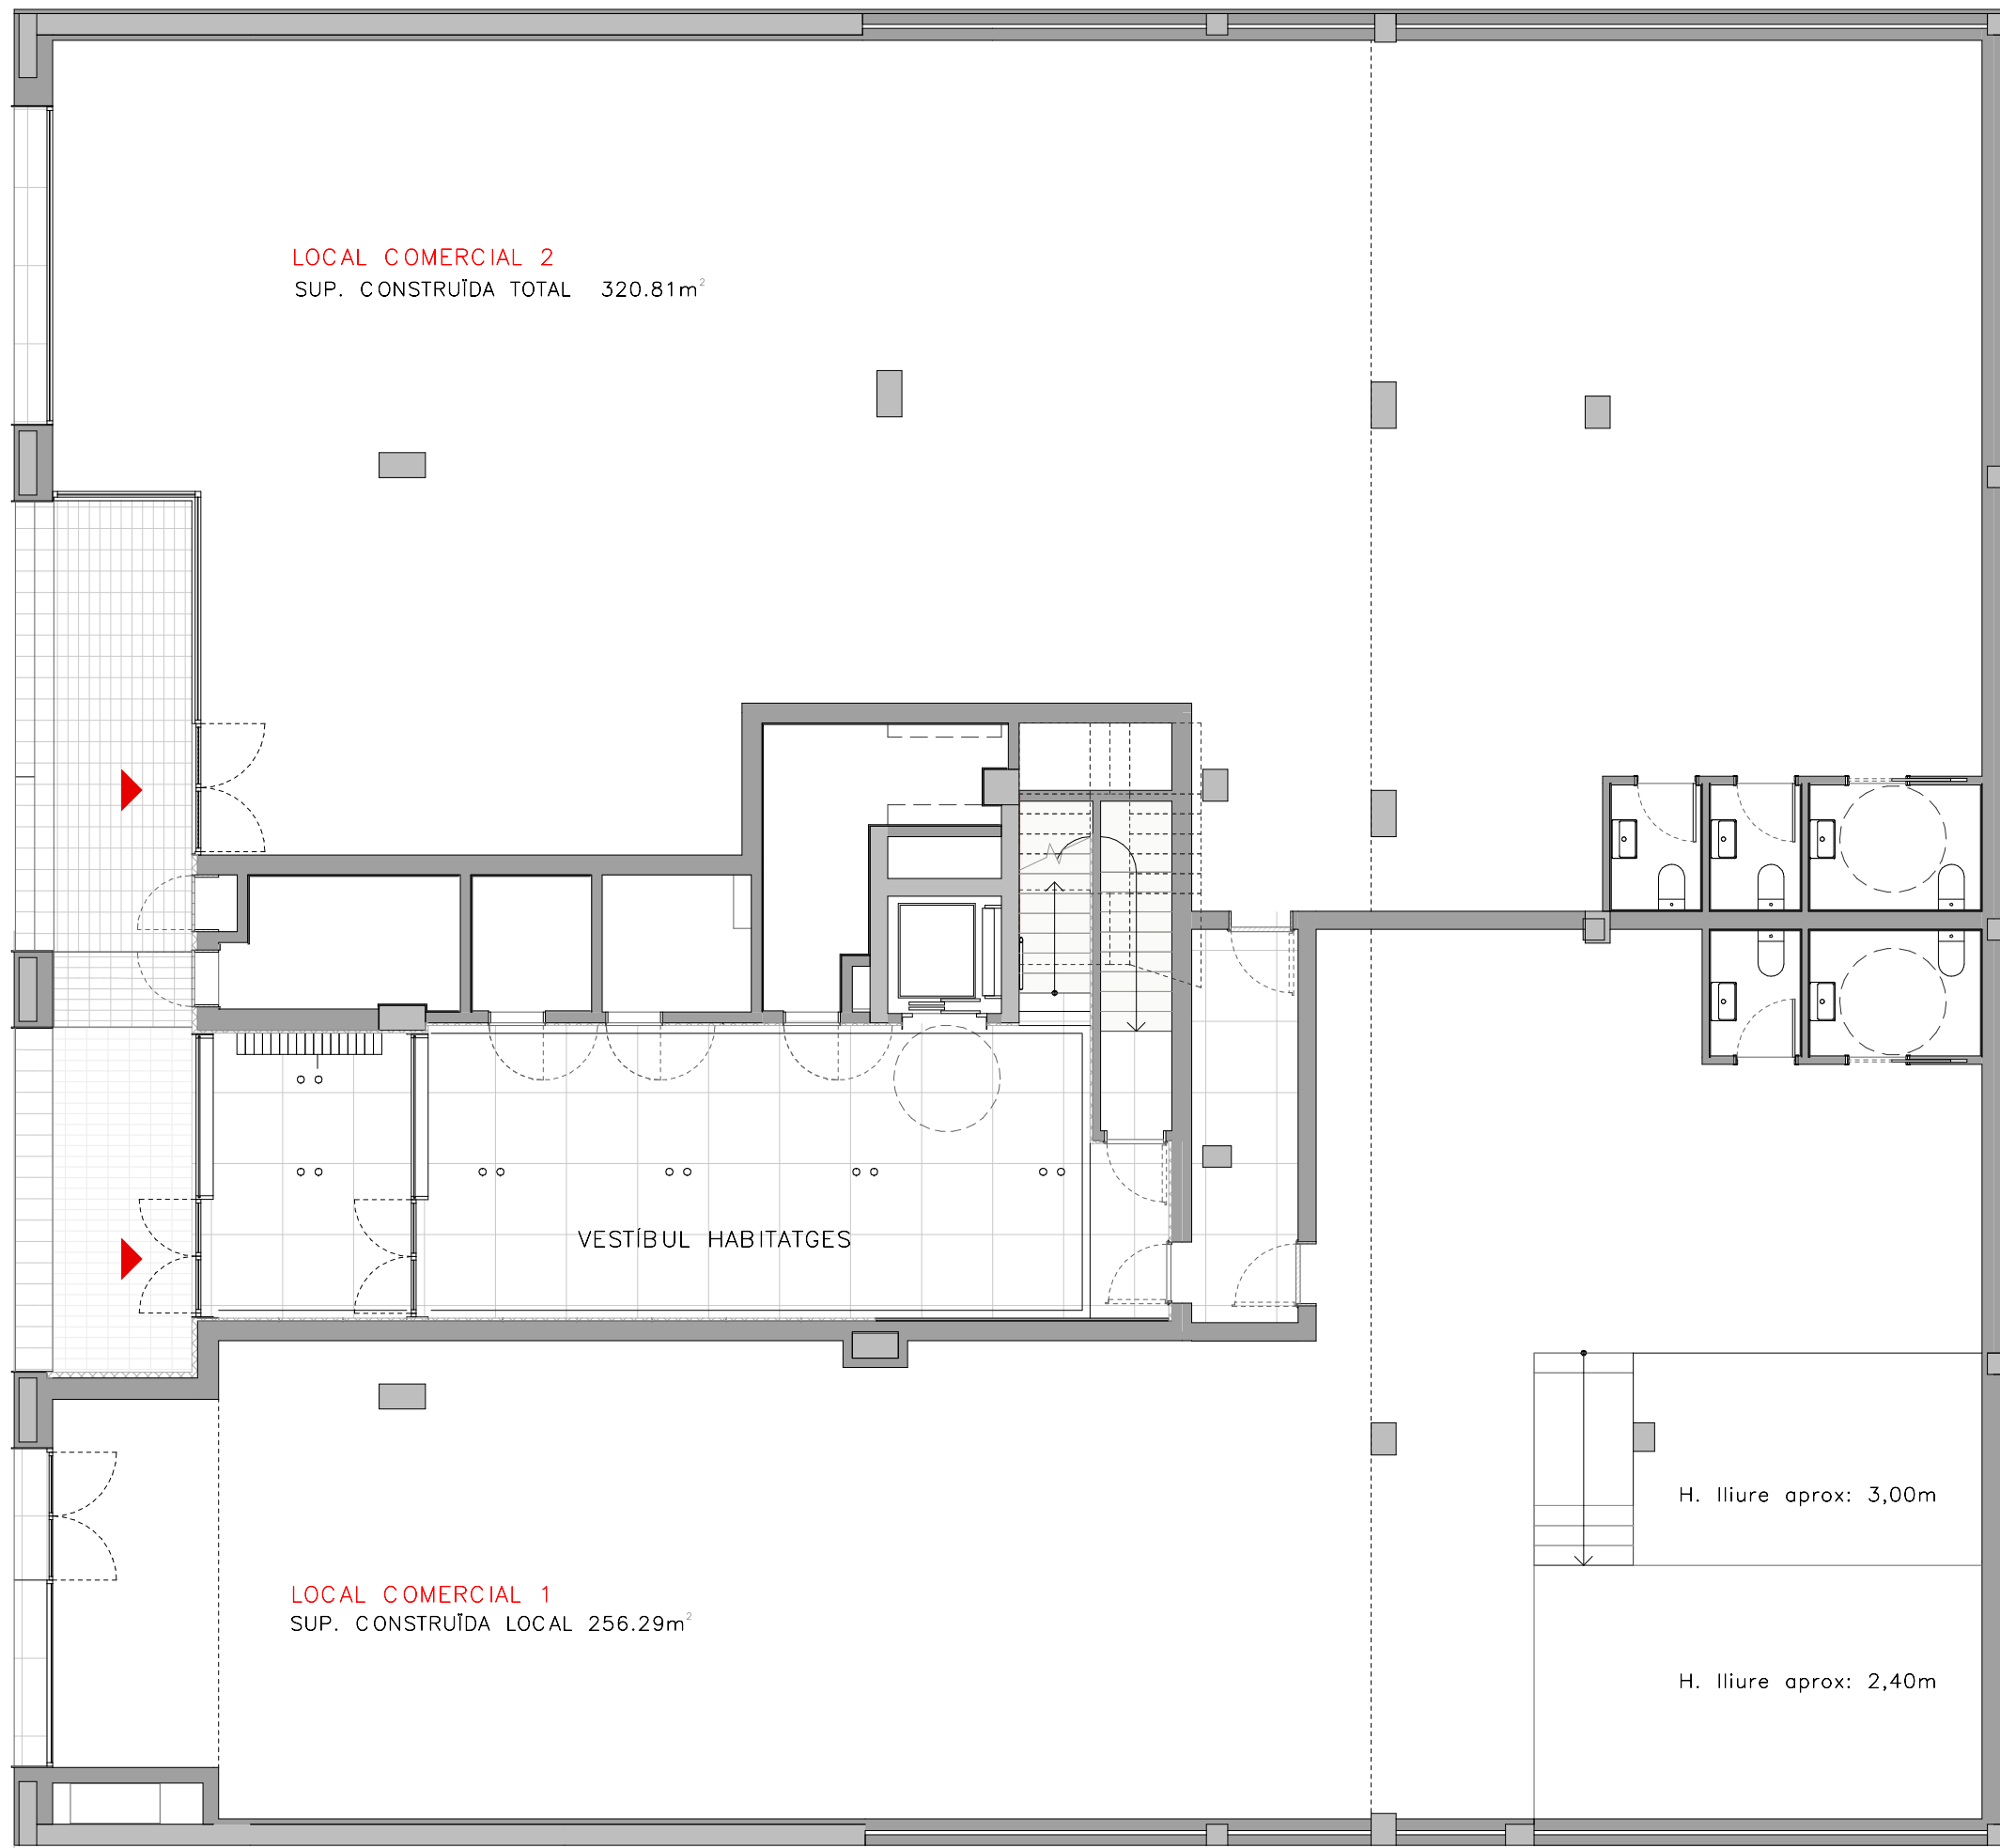 LOCAL COMERCIAL 2
SUP. CONSTRUÏDA TOTAL 320.81m²
VESTÍBUL HABITATGES
H. lliure aprox: 3,00m
LOCAL COMERCIAL 1
SUP. CONSTRUÏDA LOCAL 256.29m²
H. lliure aprox: 2,40m